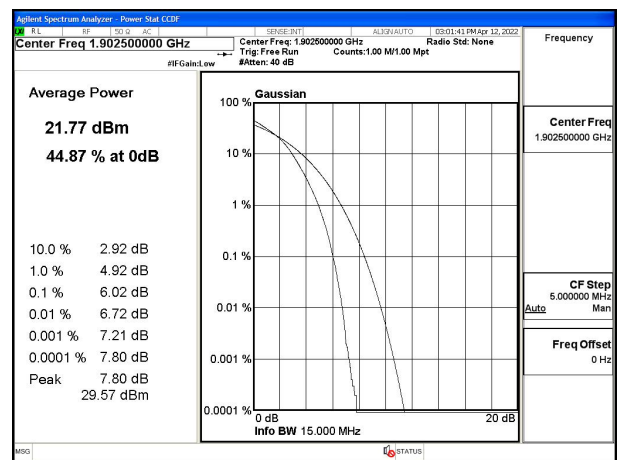 Agilent Spectrum Analyzer - Power Stat CCDF
LXI RL RF 50 Ω AC SENSE:INT ALIGN AUTO 03:01:41 PM Apr 12, 2022
Center Freq 1.902500000 GHz
Center Freq: 1.902500000 GHz Radio Std: None
Trig: Free Run Counts:1.00 M/1.00 Mpt
#IFGain:Low #Atten: 40 dB
Frequency
Average Power
21.77 dBm
44.87 % at 0dB
10.0 % 2.92 dB
1.0 % 4.92 dB
0.1 % 6.02 dB
0.01 % 6.72 dB
0.001 % 7.21 dB
0.0001 % 7.80 dB
Peak 7.80 dB
29.57 dBm
Gaussian
100 %
10 %
1 %
0.1 %
0.01 %
0.001 %
0.0001 %
0 dB 20 dB
Info BW 15.000 MHz
Center Freq
1.902500000 GHz
CF Step
5.000000 MHz
Auto Man
Freq Offset
0 Hz
MSG STATUS